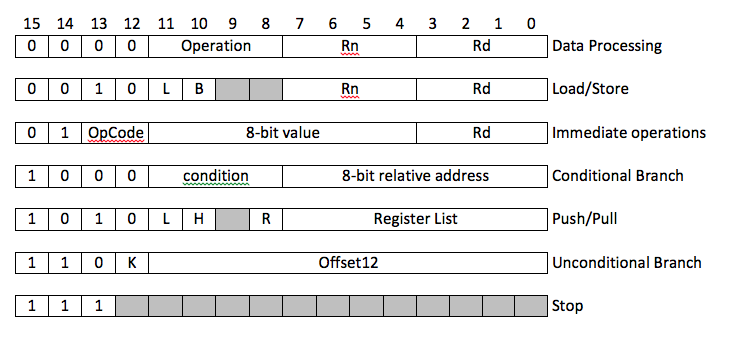 15 14 13 12 11 10 9 8 7 6 5 4 3 2 1 0
0 0 0 0 Operation Rn Rd Data Processing
0 0 1 0 L B Rn Rd Load/Store
0 1 OpCode 8-bit value Rd Immediate operations
1 0 0 0 condition 8-bit relative address Conditional Branch
1 0 1 0 L H R Register List Push/Pull
1 1 0 K Offset12 Unconditional Branch
1 1 1 Stop